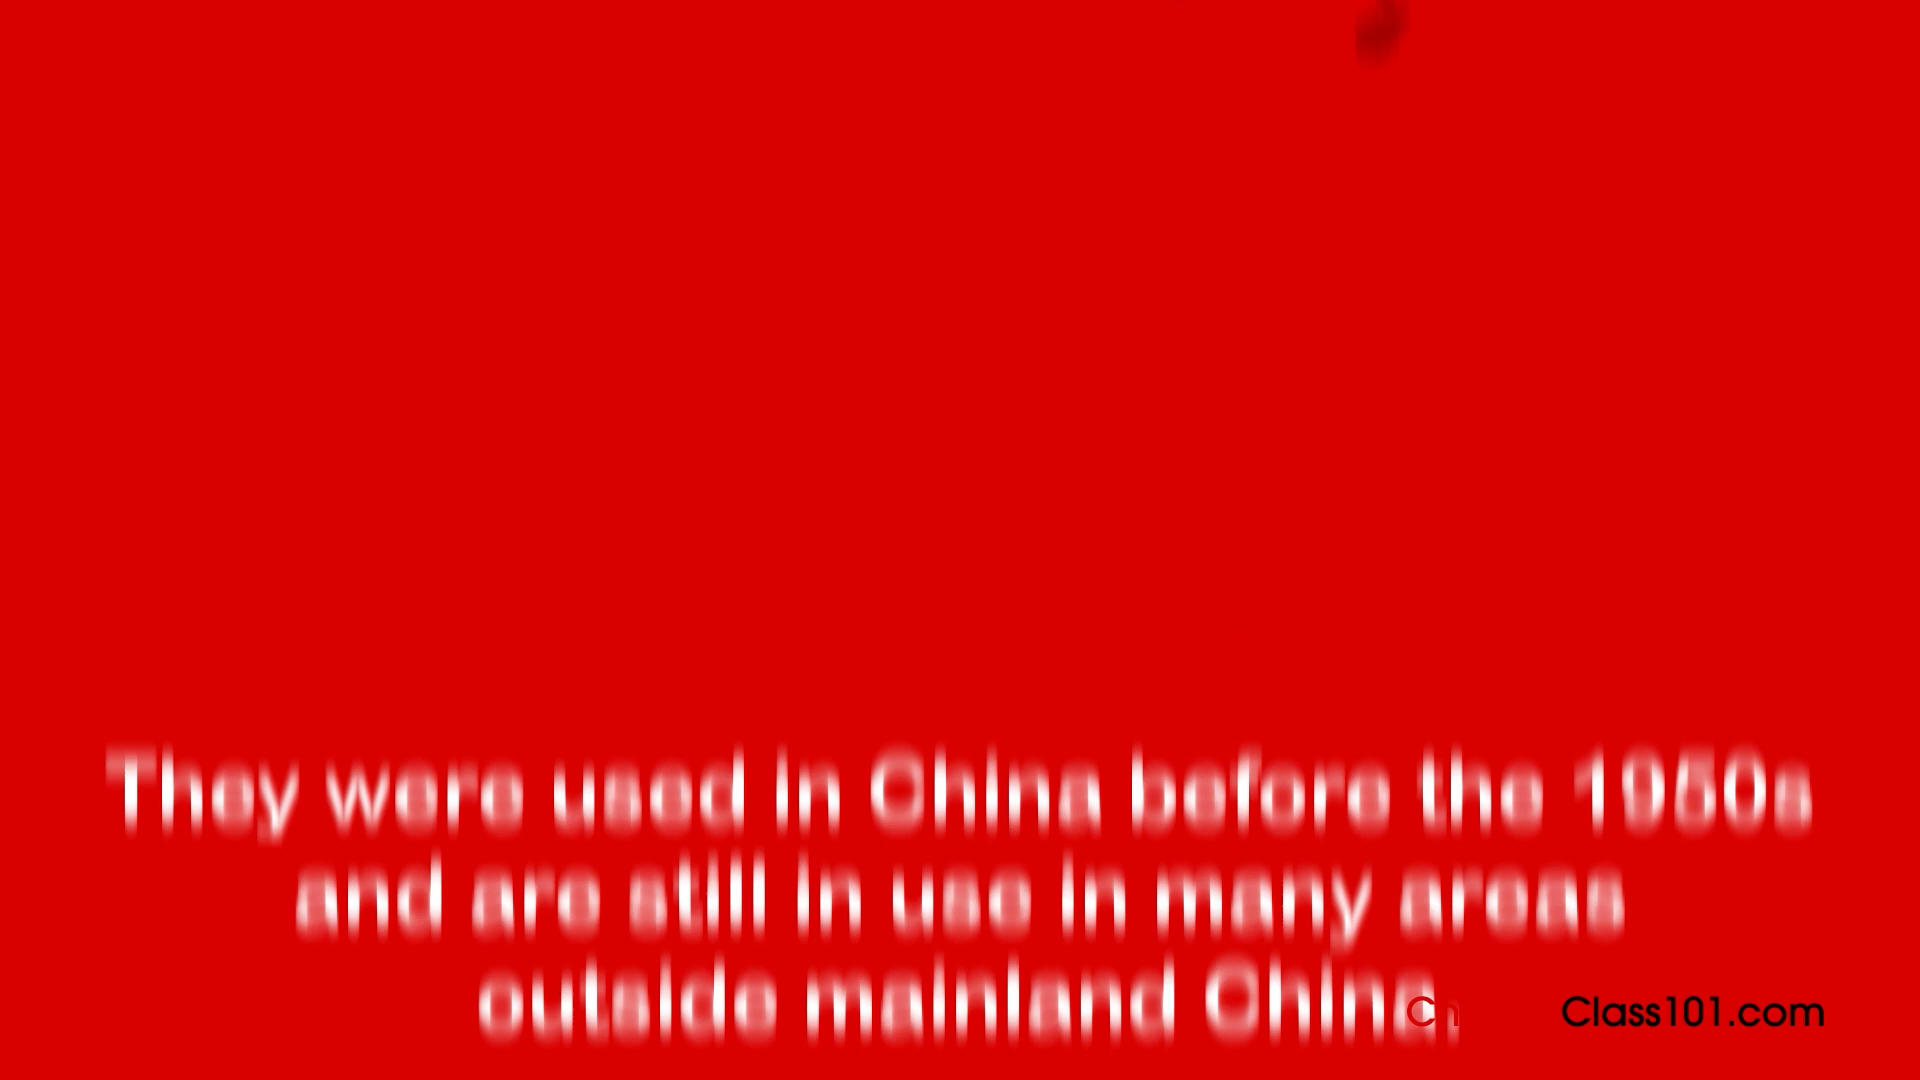 They were used in China before the 1950s
and are still in use in many areas
outside mainland China.
Class101.com